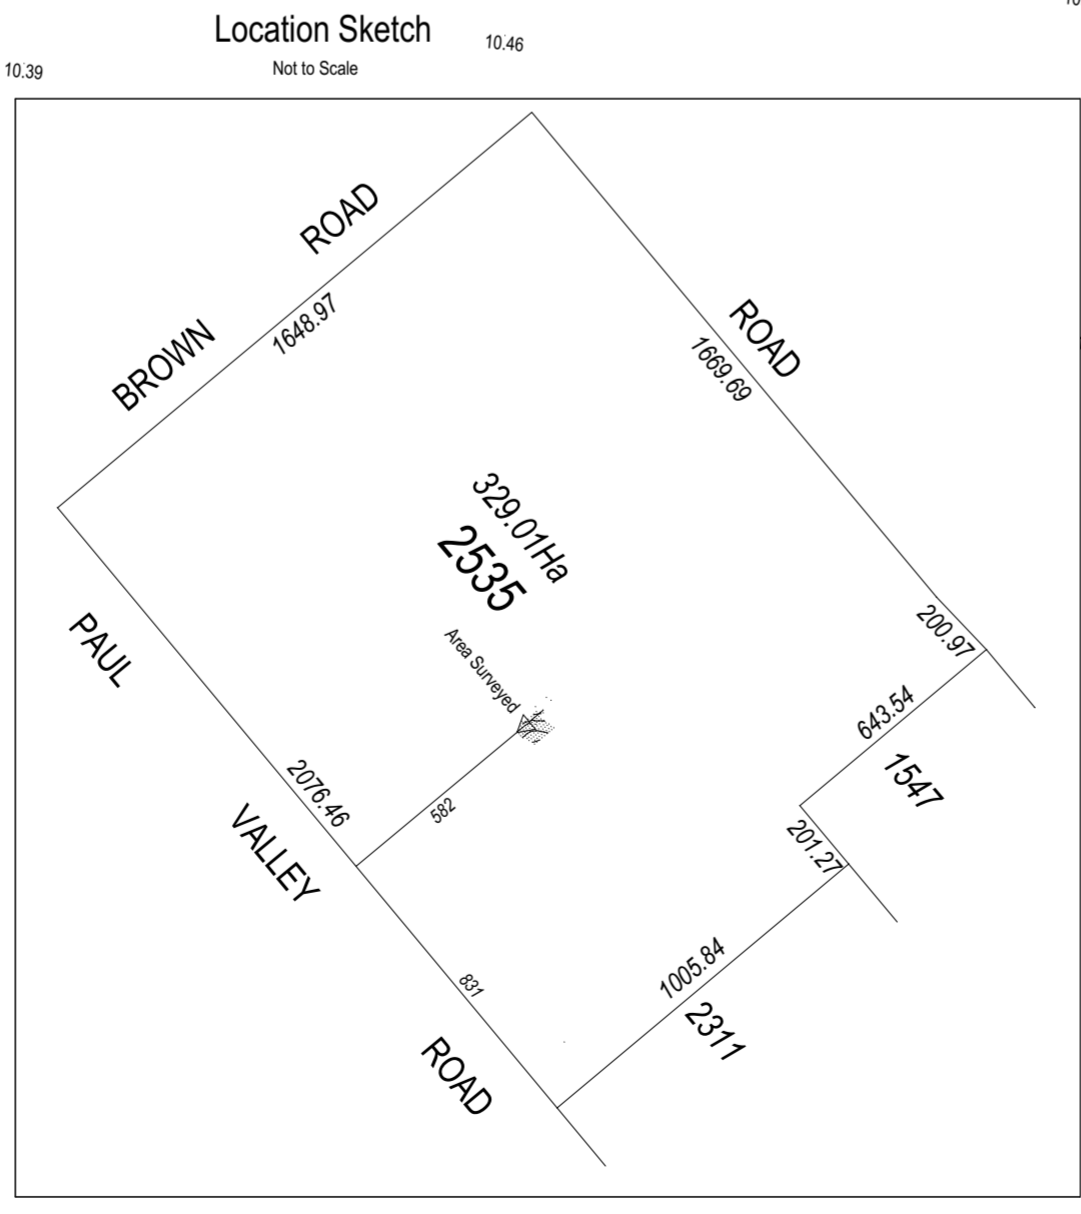 Location Sketch
10.46
10.39
Not to Scale
BROWN ROAD
1648.97
ROAD
1669.69
329.01Ha
2535
Area Surveyed
200.97
643.54
1547
PAUL VALLEY ROAD
2076.46
582
201.27
831
1005.84
2311